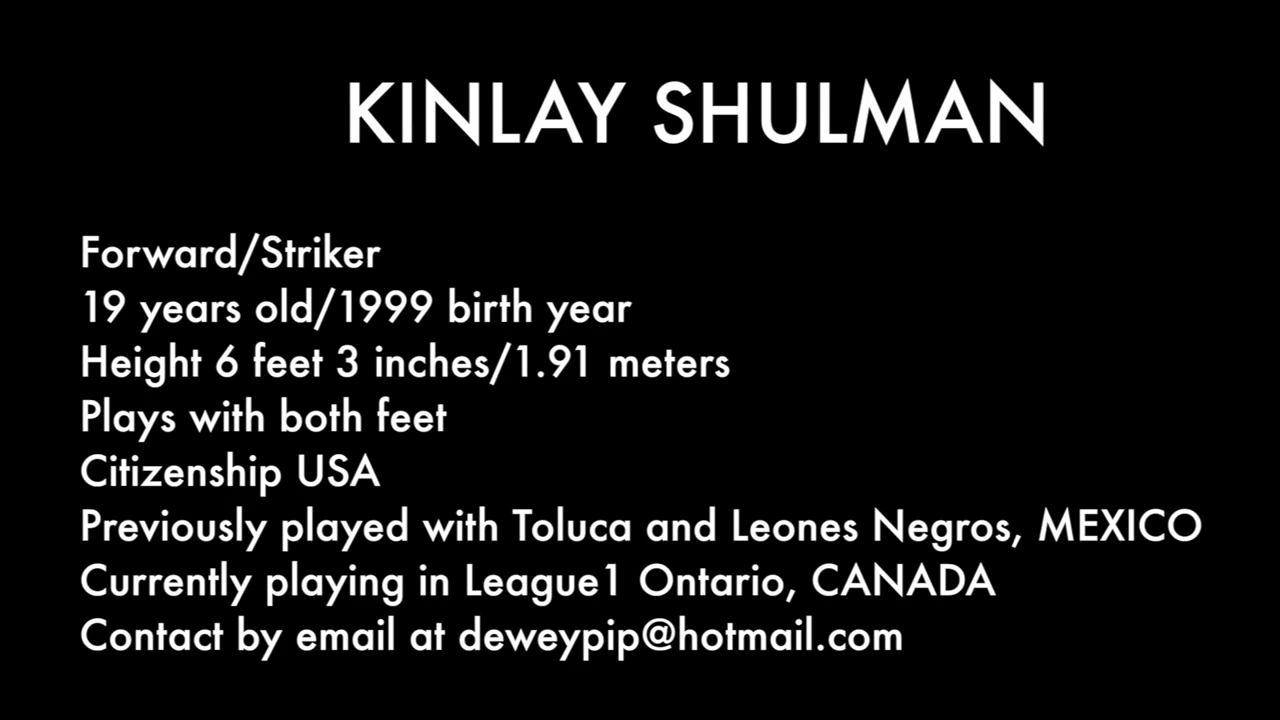 KINLAY SHULMAN
Forward/Striker
19 years old/1999 birth year
Height 6 feet 3 inches/1.91 meters
Plays with both feet
Citizenship USA
Previously played with Toluca and Leones Negros, MEXICO
Currently playing in League1 Ontario, CANADA
Contact by email at deweypip@hotmail.com